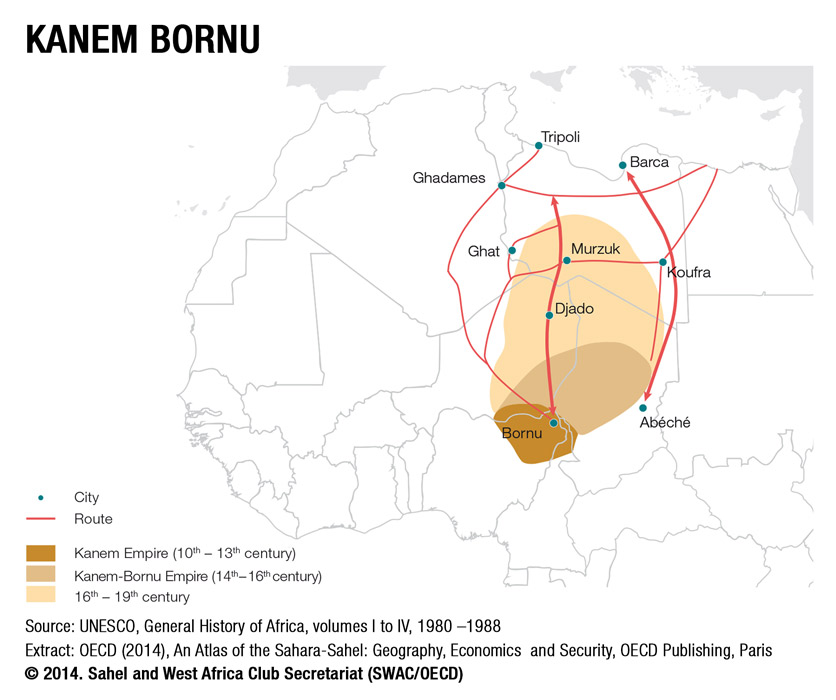 KANEM BORNU
Tripoli
Barca
Ghadames
Ghat
Murzuk
Koufra
Djado
Abéché
Bornu
City
Route
Kanem Empire (10th – 13th century)
Kanem-Bornu Empire (14th–16th century)
16th – 19th century
Source: UNESCO, General History of Africa, volumes I to IV, 1980 –1988
Extract: OECD (2014), An Atlas of the Sahara-Sahel: Geography, Economics and Security, OECD Publishing, Paris
© 2014. Sahel and West Africa Club Secretariat (SWAC/OECD)